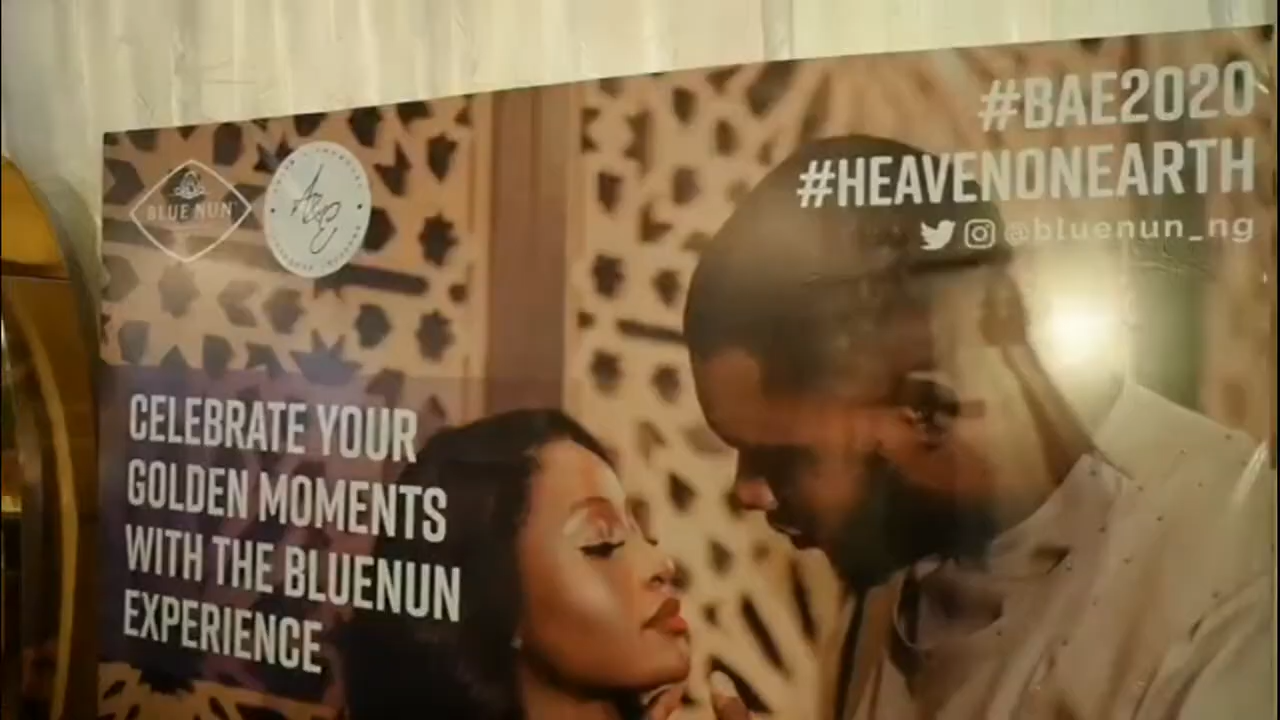 BLUE NUN
CELEBRATE YOUR
GOLDEN MOMENTS
WITH THE BLUENUN
EXPERIENCE
#BAE2020
#HEAVENONEARTH
@bluenun_ng